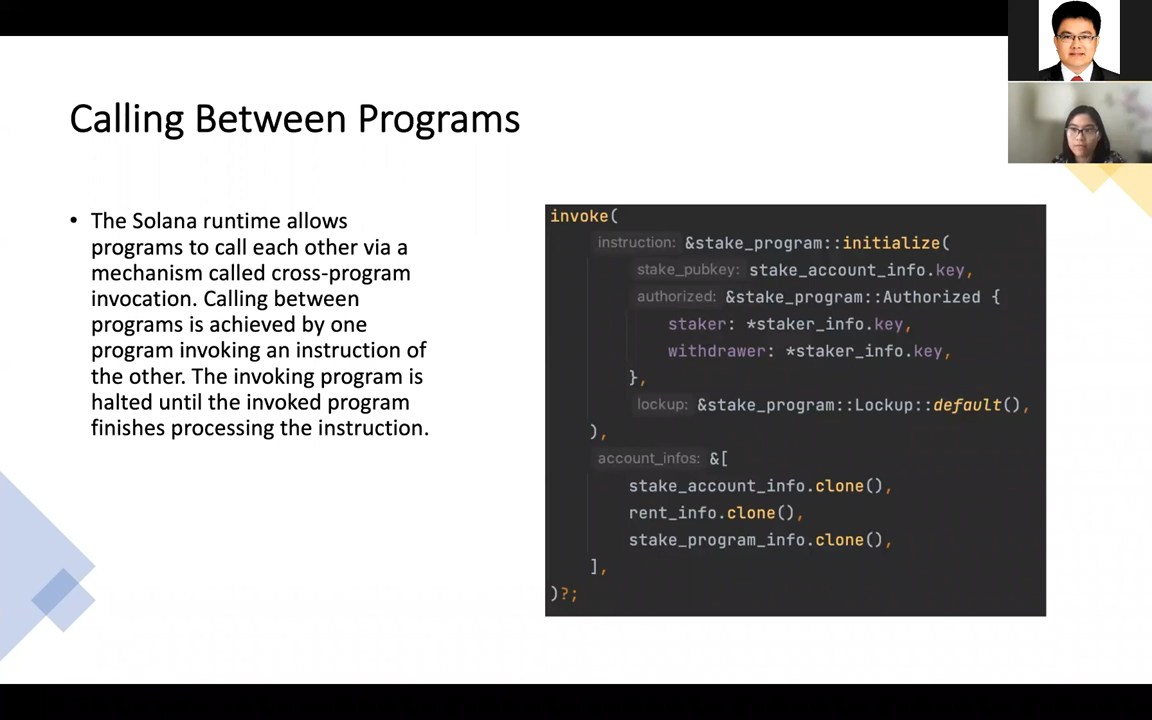 Calling Between Programs
• The Solana runtime allows
programs to call each other via a
mechanism called cross-program
invocation. Calling between
programs is achieved by one
program invoking an instruction of
the other. The invoking program is
halted until the invoked program
finishes processing the instruction.
invoke(
instruction: &stake_program::initialize(
stake_pubkey: stake_account_info.key,
authorized: &stake_program::Authorized {
staker: *staker_info.key,
withdrawer: *staker_info.key,
},
lockup: &stake_program::Lockup::default(),
),
account_infos: &[
stake_account_info.clone(),
rent_info.clone(),
stake_program_info.clone(),
],
)?;